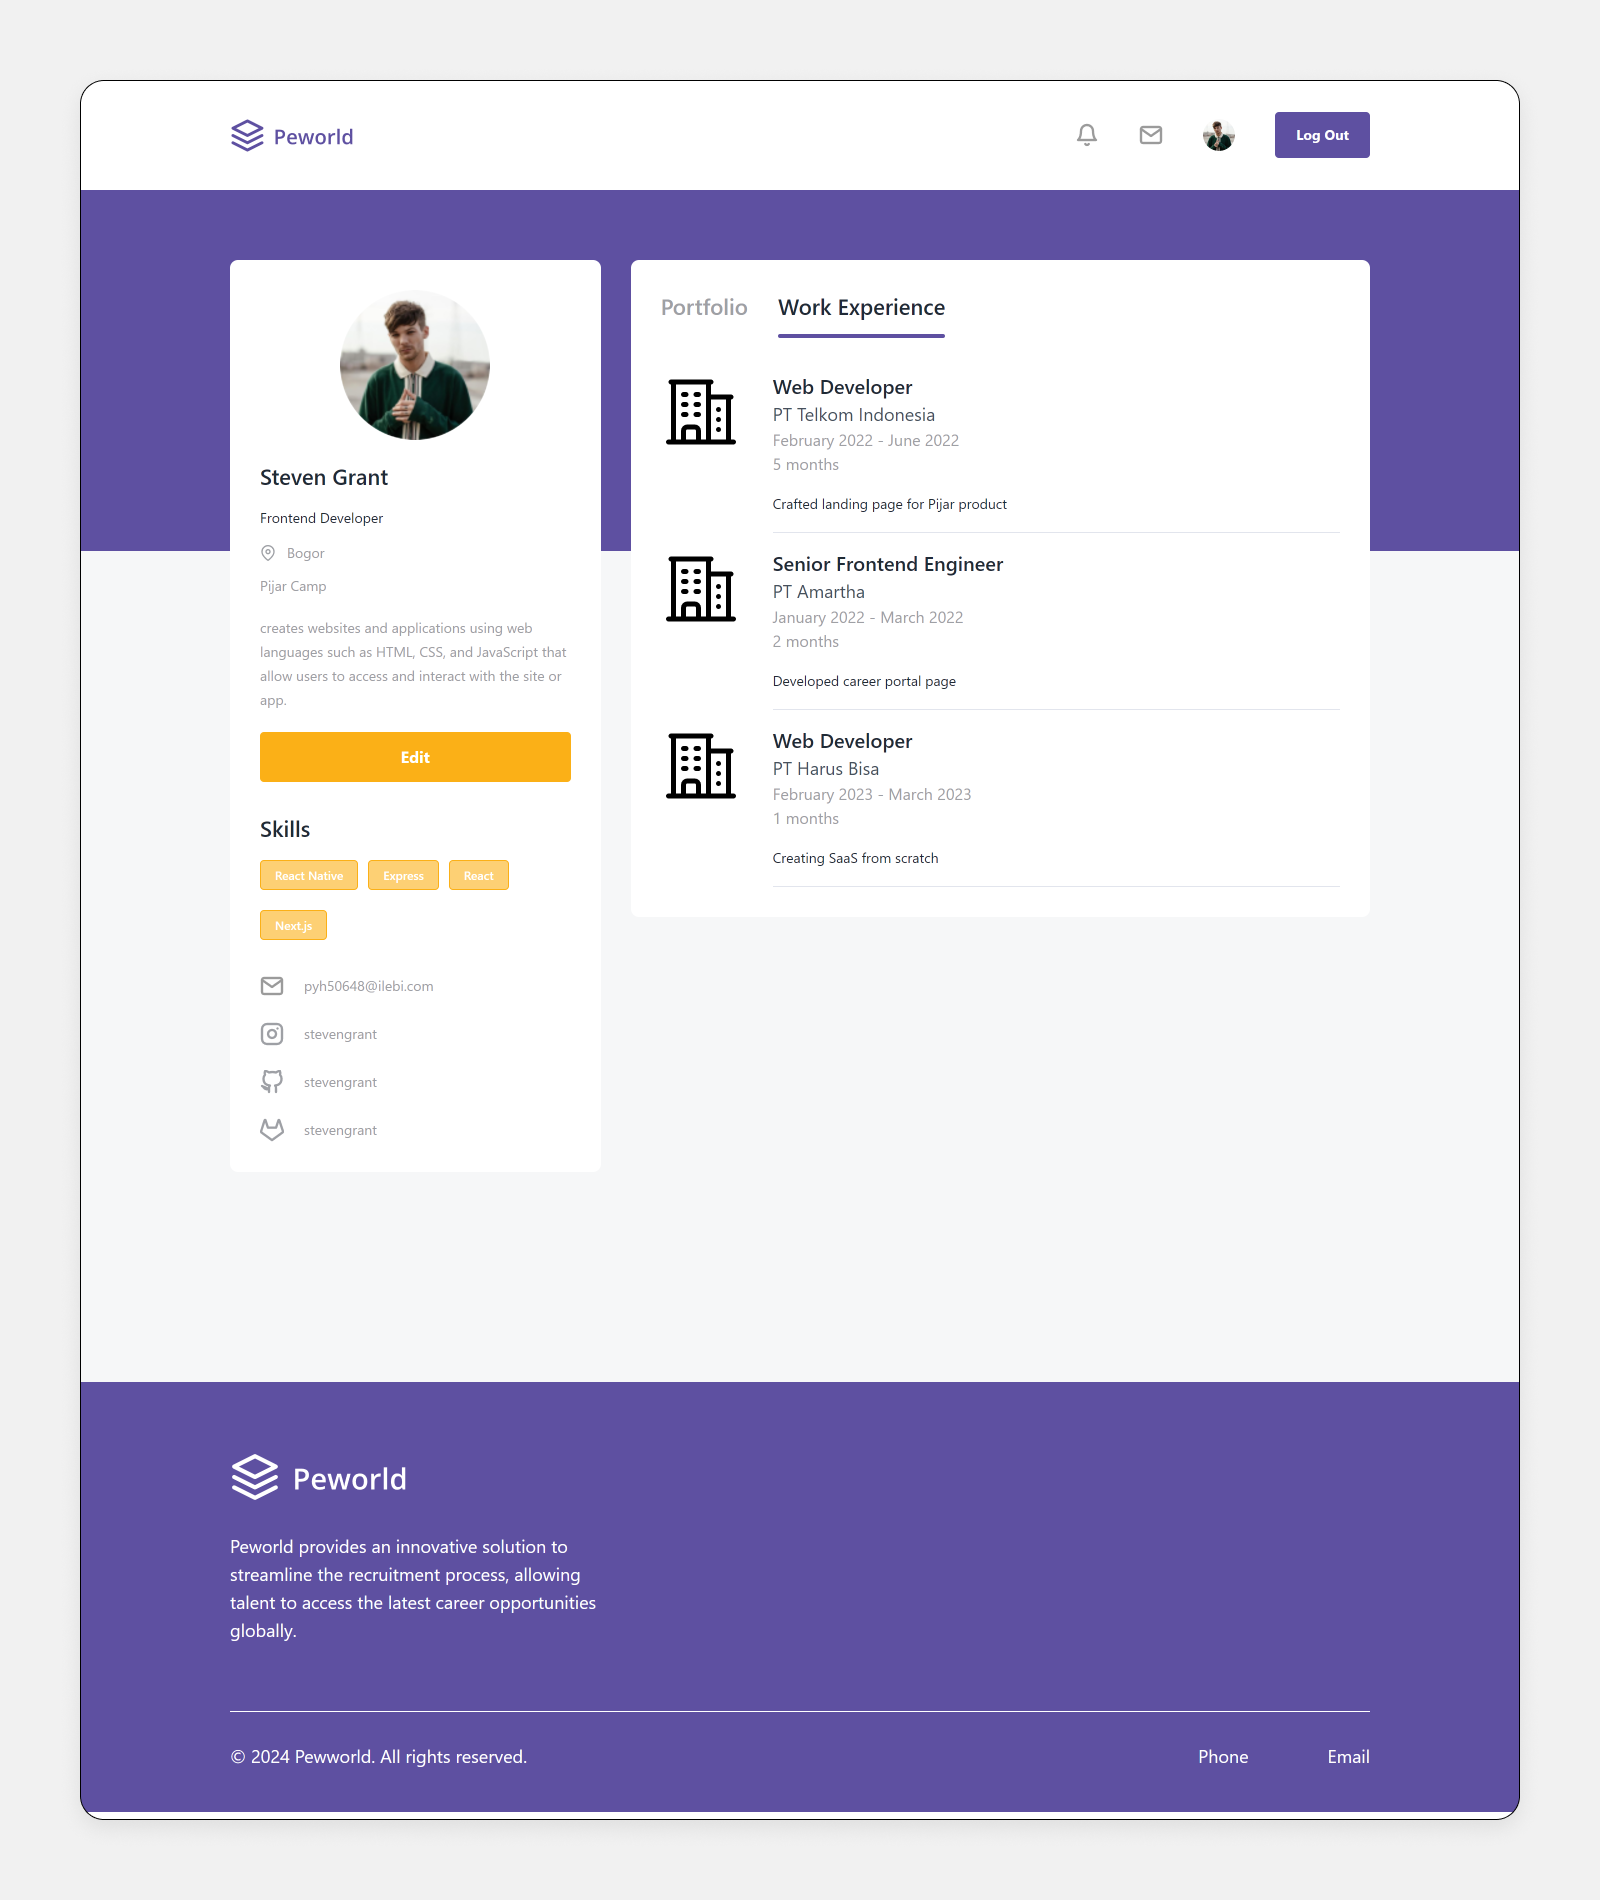 Peworld
Log Out
Steven Grant
Frontend Developer
Bogor
Pijar Camp
creates websites and applications using web
languages such as HTML, CSS, and JavaScript that
allow users to access and interact with the site or
app.
Edit
Skills
React Native Express React
Next.js
pyh50648@ilebi.com
stevengrant
stevengrant
stevengrant
Portfolio Work Experience
Web Developer
PT Telkom Indonesia
February 2022 - June 2022
5 months
Crafted landing page for Pijar product
Senior Frontend Engineer
PT Amartha
January 2022 - March 2022
2 months
Developed career portal page
Web Developer
PT Harus Bisa
February 2023 - March 2023
1 months
Creating SaaS from scratch
Peworld
Peworld provides an innovative solution to
streamline the recruitment process, allowing
talent to access the latest career opportunities
globally.
© 2024 Pewworld. All rights reserved.
Phone Email